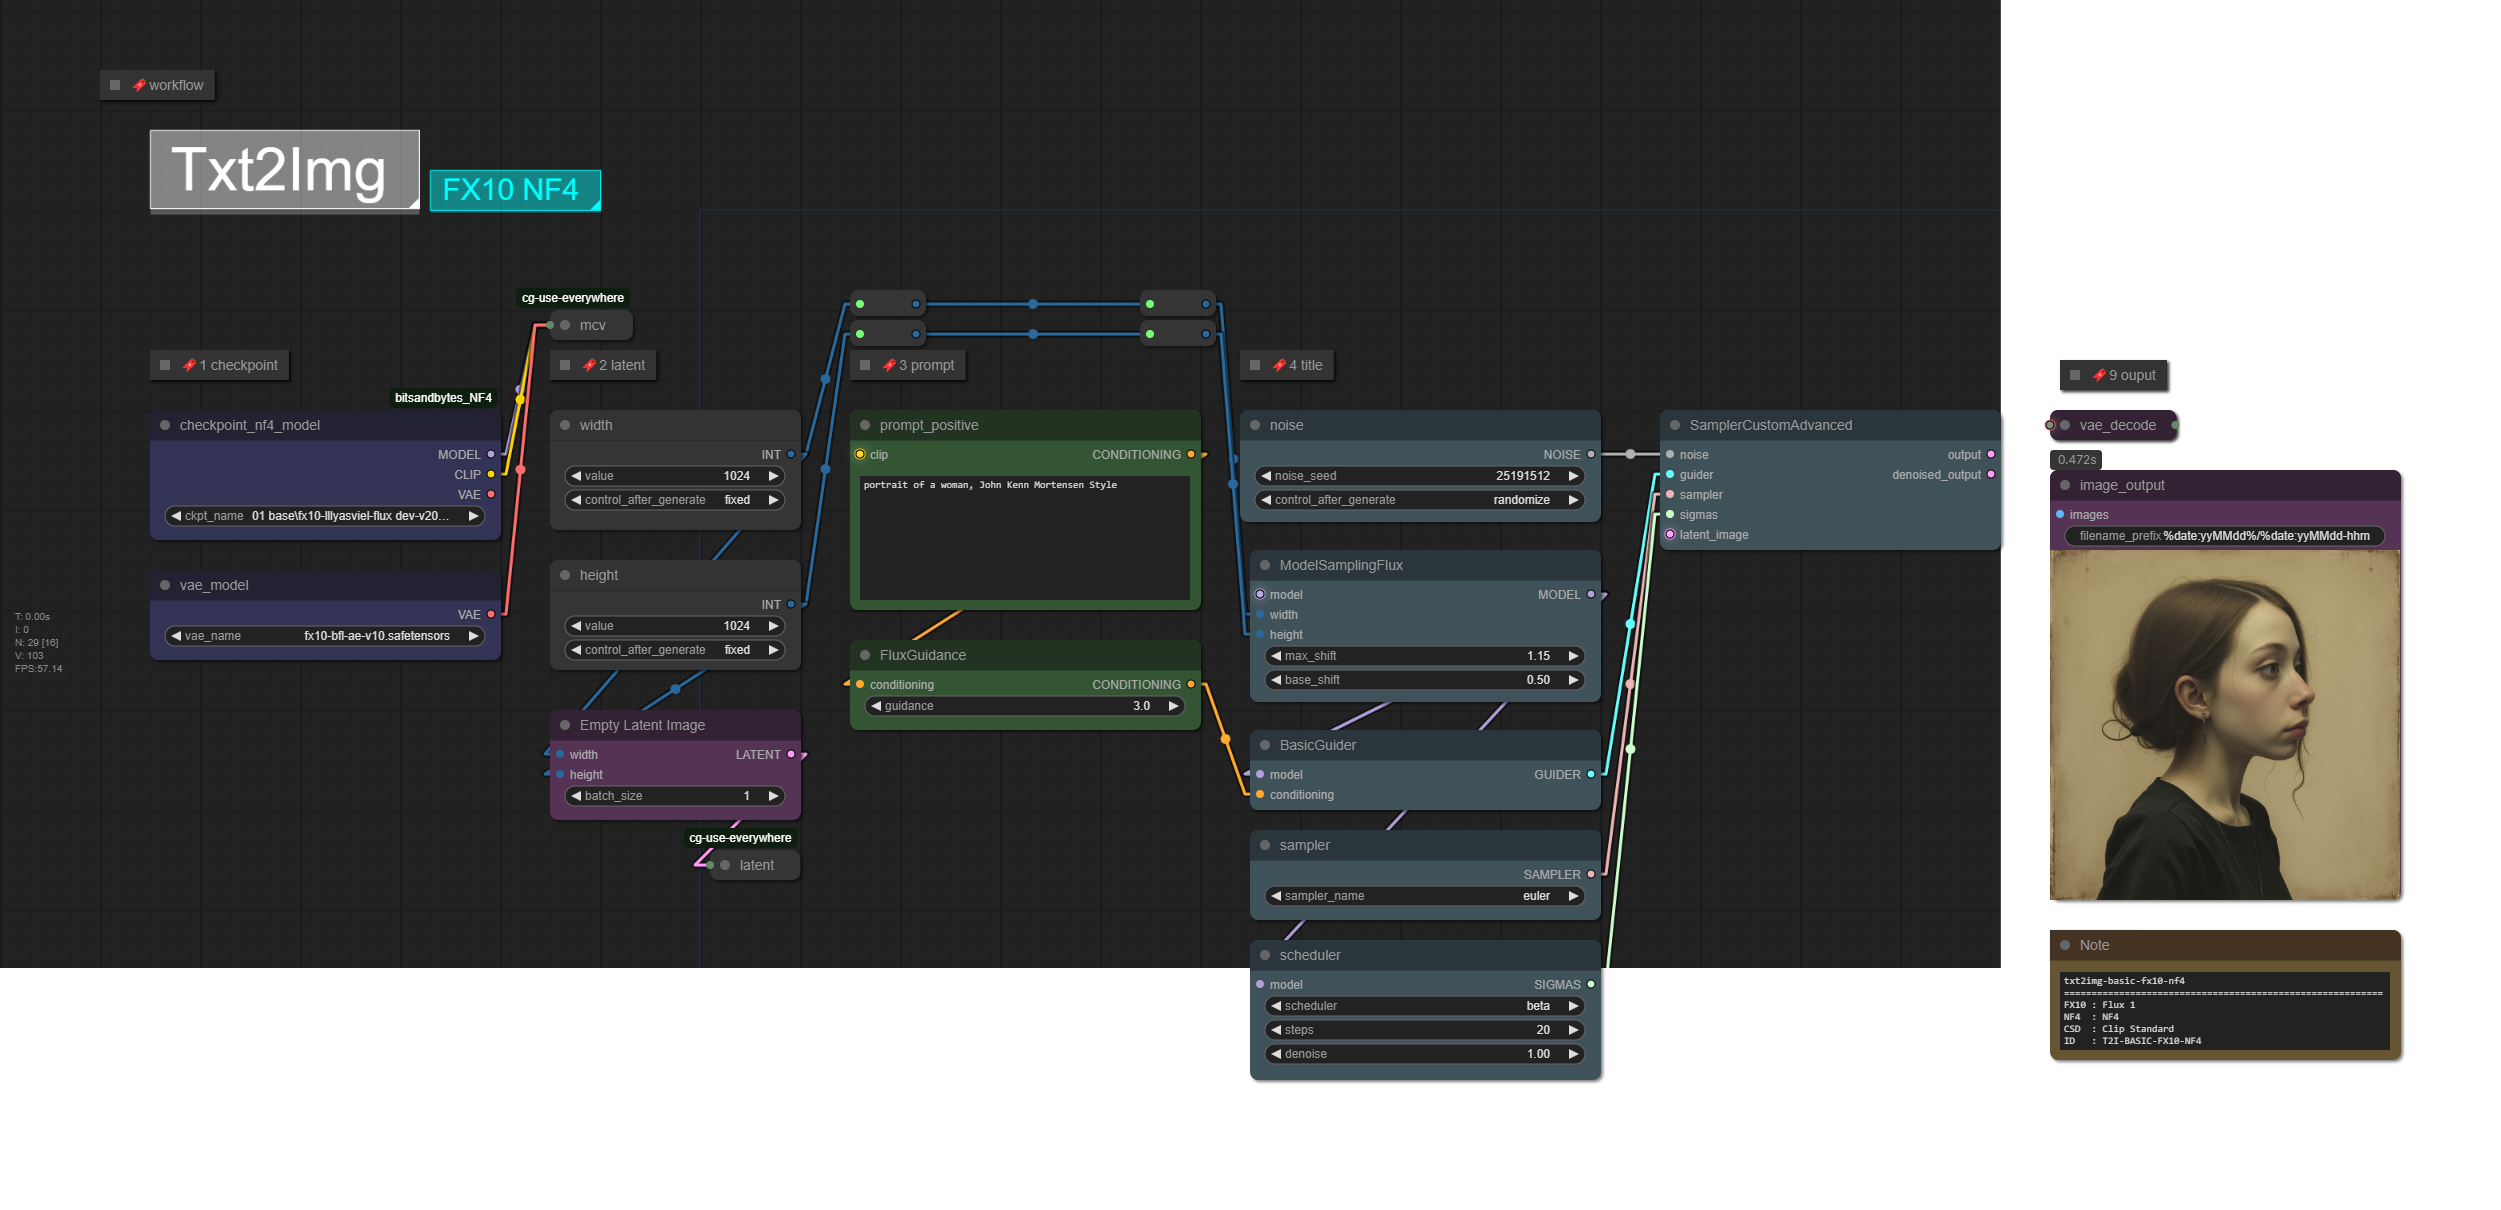 workflow
Txt2Img
FX10 NF4
cg-use-everywhere
mcv
1 checkpoint
2 latent
3 prompt
4 title
9 ouput
bitsandbytes_NF4
checkpoint_nf4_model
MODEL
CLIP
VAE
ckpt_name 01 base\fx10-lllyasviel-flux dev-v20...
vae_model
VAE
vae_name fx10-bfl-ae-v10.safetensors
T: 0.00s
I: 0
N: 29 [16]
V: 103
FPS:57.14
width
INT
value 1024
control_after_generate fixed
height
INT
value 1024
control_after_generate fixed
Empty Latent Image
width LATENT
height
batch_size 1
cg-use-everywhere
latent
prompt_positive
clip CONDITIONING
portrait of a woman, John Kenn Mortensen Style
FluxGuidance
conditioning CONDITIONING
guidance 3.0
noise
NOISE
noise_seed 25191512
control_after_generate randomize
ModelSamplingFlux
model MODEL
width
height
max_shift 1.15
base_shift 0.50
BasicGuider
model GUIDER
conditioning
sampler
SAMPLER
sampler_name euler
scheduler
model SIGMAS
scheduler beta
steps 20
denoise 1.00
SamplerCustomAdvanced
noise output
guider denoised_output
sampler
sigmas
latent_image
vae_decode
0.472s
image_output
images
filename_prefix %date:yyMMdd%/%date:yyMMdd-hhm
Note
txt2img-basic-fx10-nf4
==========================================================
FX10 : Flux 1
NF4 : NF4
CSD : Clip Standard
ID : T2I-BASIC-FX10-NF4